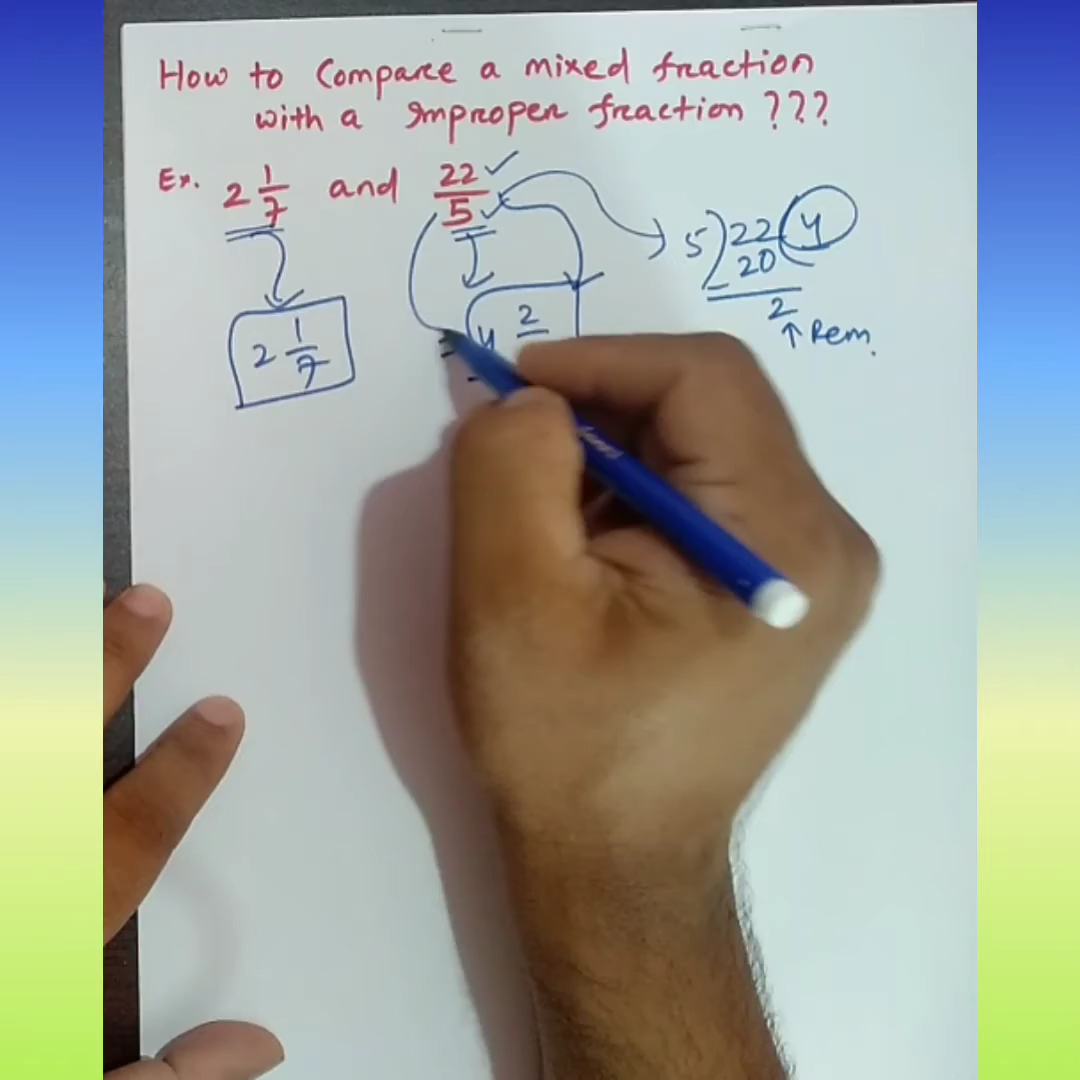 How to Compare a mixed fraction
with a Improper fraction ???
Ex. 2 1/7 and 22/5
5)22(4
20
2
↑ Rem.
2 1/7
4 2